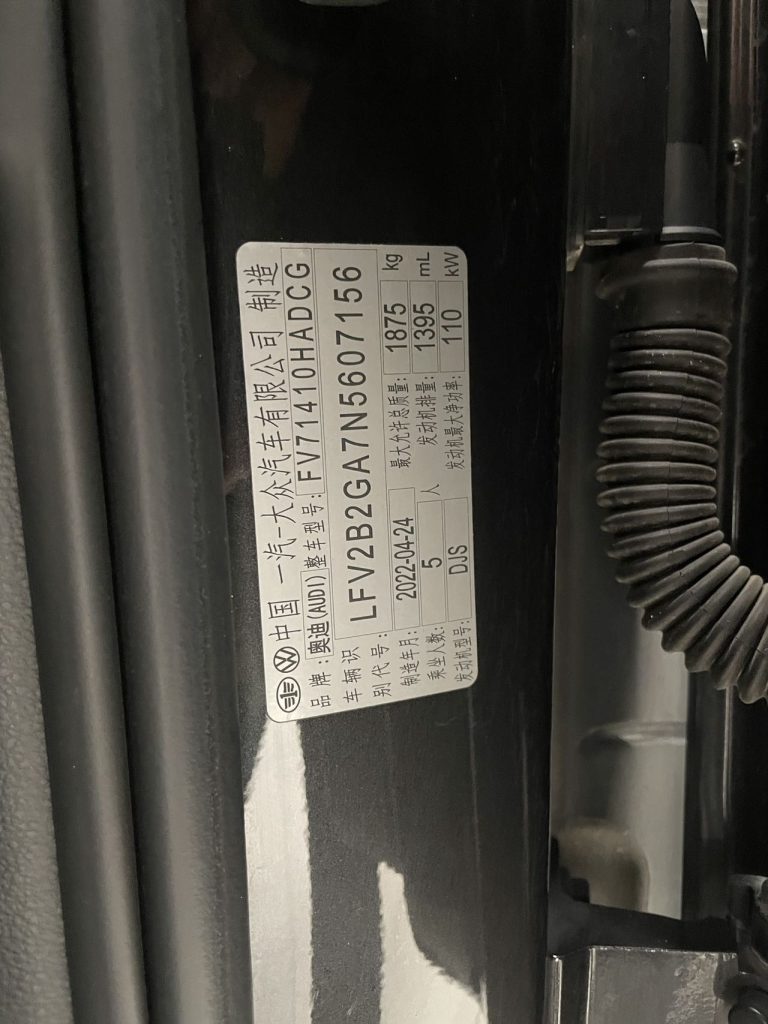 中国 一汽-大众汽车有限公司 制造
品牌：奥迪(AUDI) 整车型号：FV71410HADCG
车辆识别代号：LFV2B2GA7N5607156
制造年月：2022-04-24 最大允许总质量：1875 kg
乘坐人数：5 人 发动机排量：1395 mL
发动机型号：DJS 发动机最大净功率：110 kW